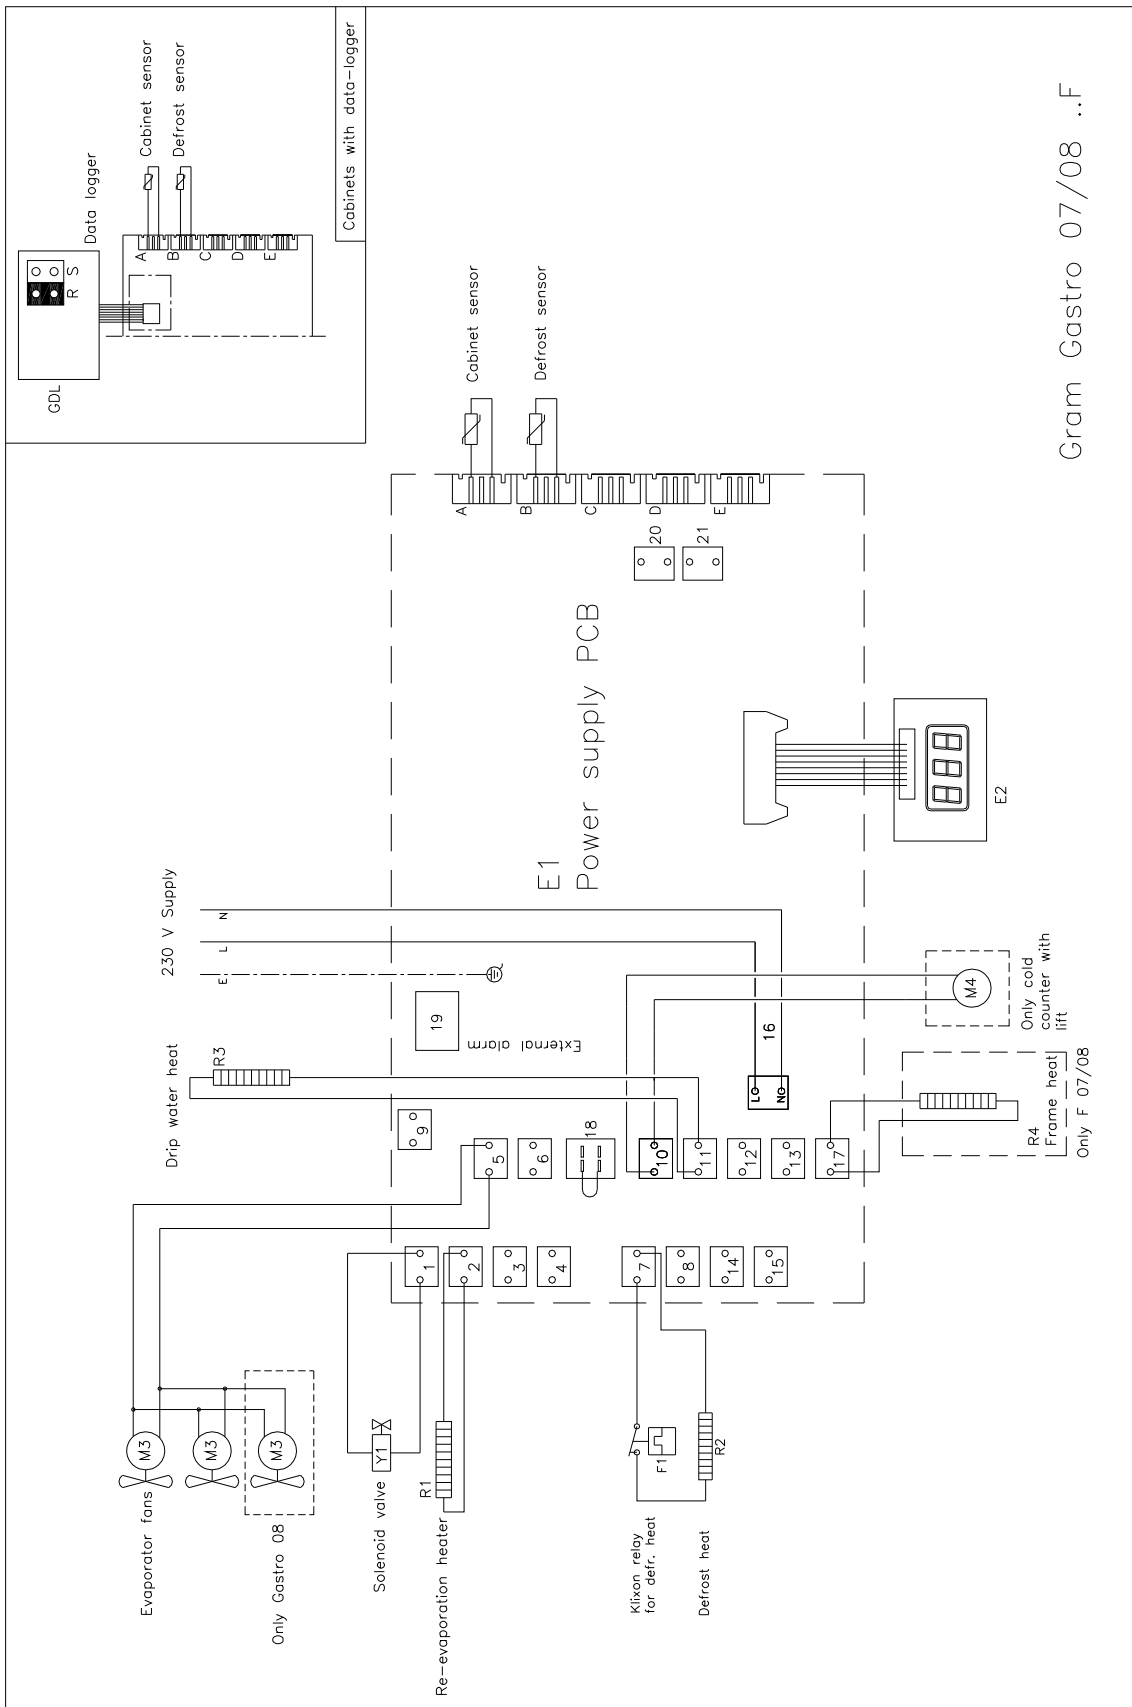 Cabinets with data-logger
GDL
Data logger
R S
A
B
C
D
E
Cabinet sensor
Defrost sensor
Gram Gastro 07/08 ..F
Cabinet sensor
Defrost sensor
A
B
C
D
E
20
21
E1
Power supply PCB
E2
230 V Supply
E
L
N
19
External alarm
Drip water heat
R3
9
5
6
18
10
11
12
13
17
16
L
N
M4
Only cold
counter with
lift
R4
Frame heat
Only F 07/08
1
2
3
4
7
8
14
15
Evaporator fans
M3
M3
M3
Only Gastro 08
Solenoid valve
Y1
Re-evaporation heater
R1
Klixon relay
for defr. heat
F1
Defrost heat
R2